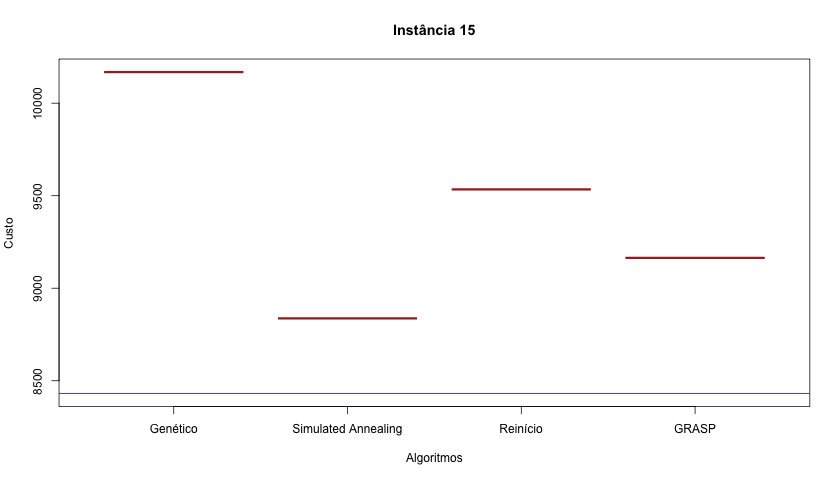 Instância 15
Custo
10000
9500
9000
8500
Genético
Simulated Annealing
Reinício
GRASP
Algoritmos